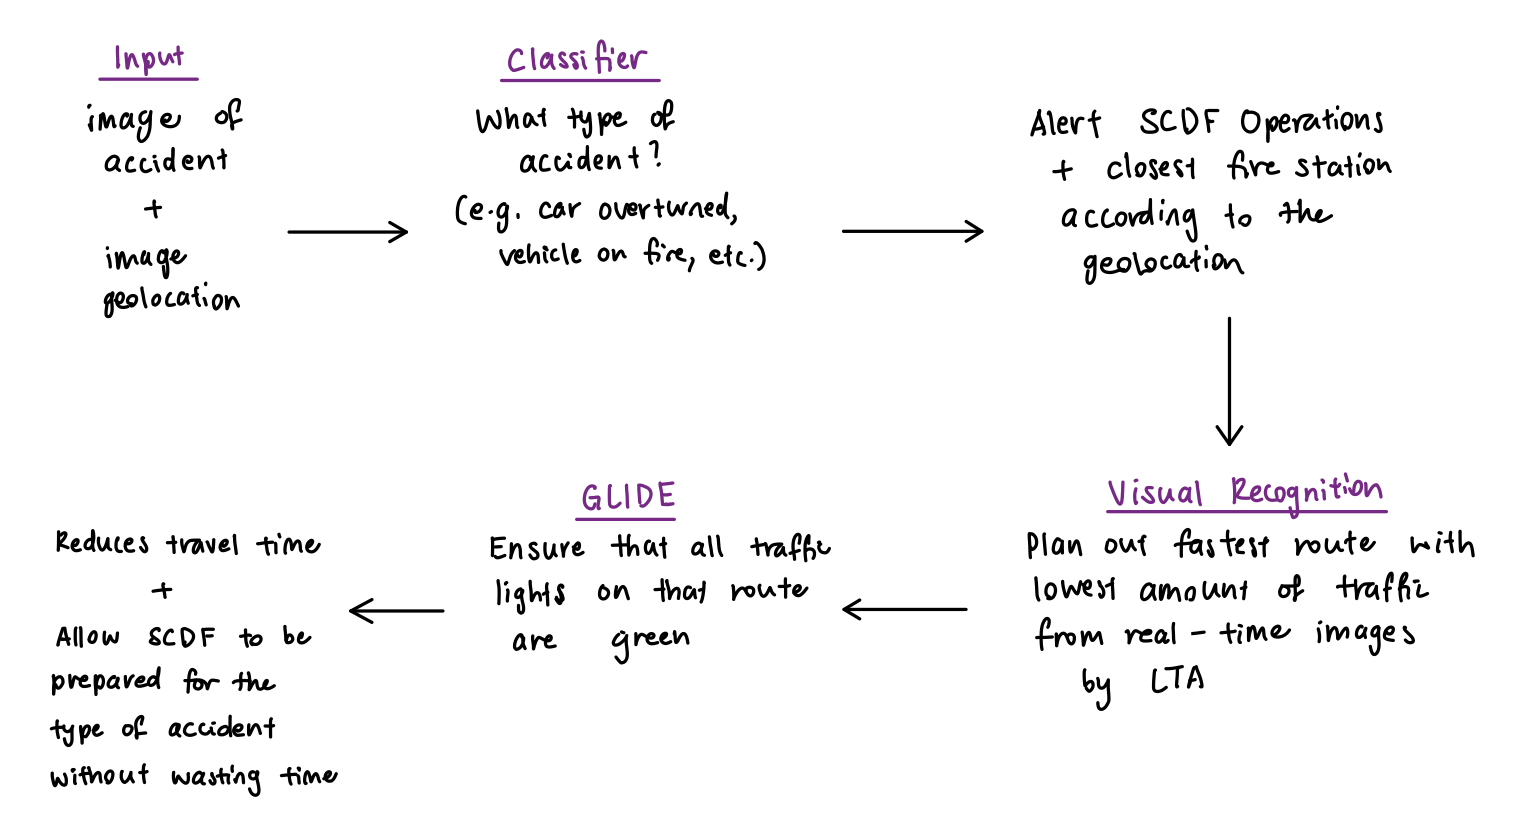 Input
image of
accident
+
image
geolocation
Classifier
What type of
accident?
(e.g. car overturned,
vehicle on fire, etc.)
Alert SCDF Operations
+ closest fire station
according to the
geolocation
Visual Recognition
Plan out fastest route with
lowest amount of traffic
from real-time images
by LTA
GLIDE
Ensure that all traffic
lights on that route
are green
Reduces travel time
+
Allow SCDF to be
prepared for the
type of accident
without wasting time